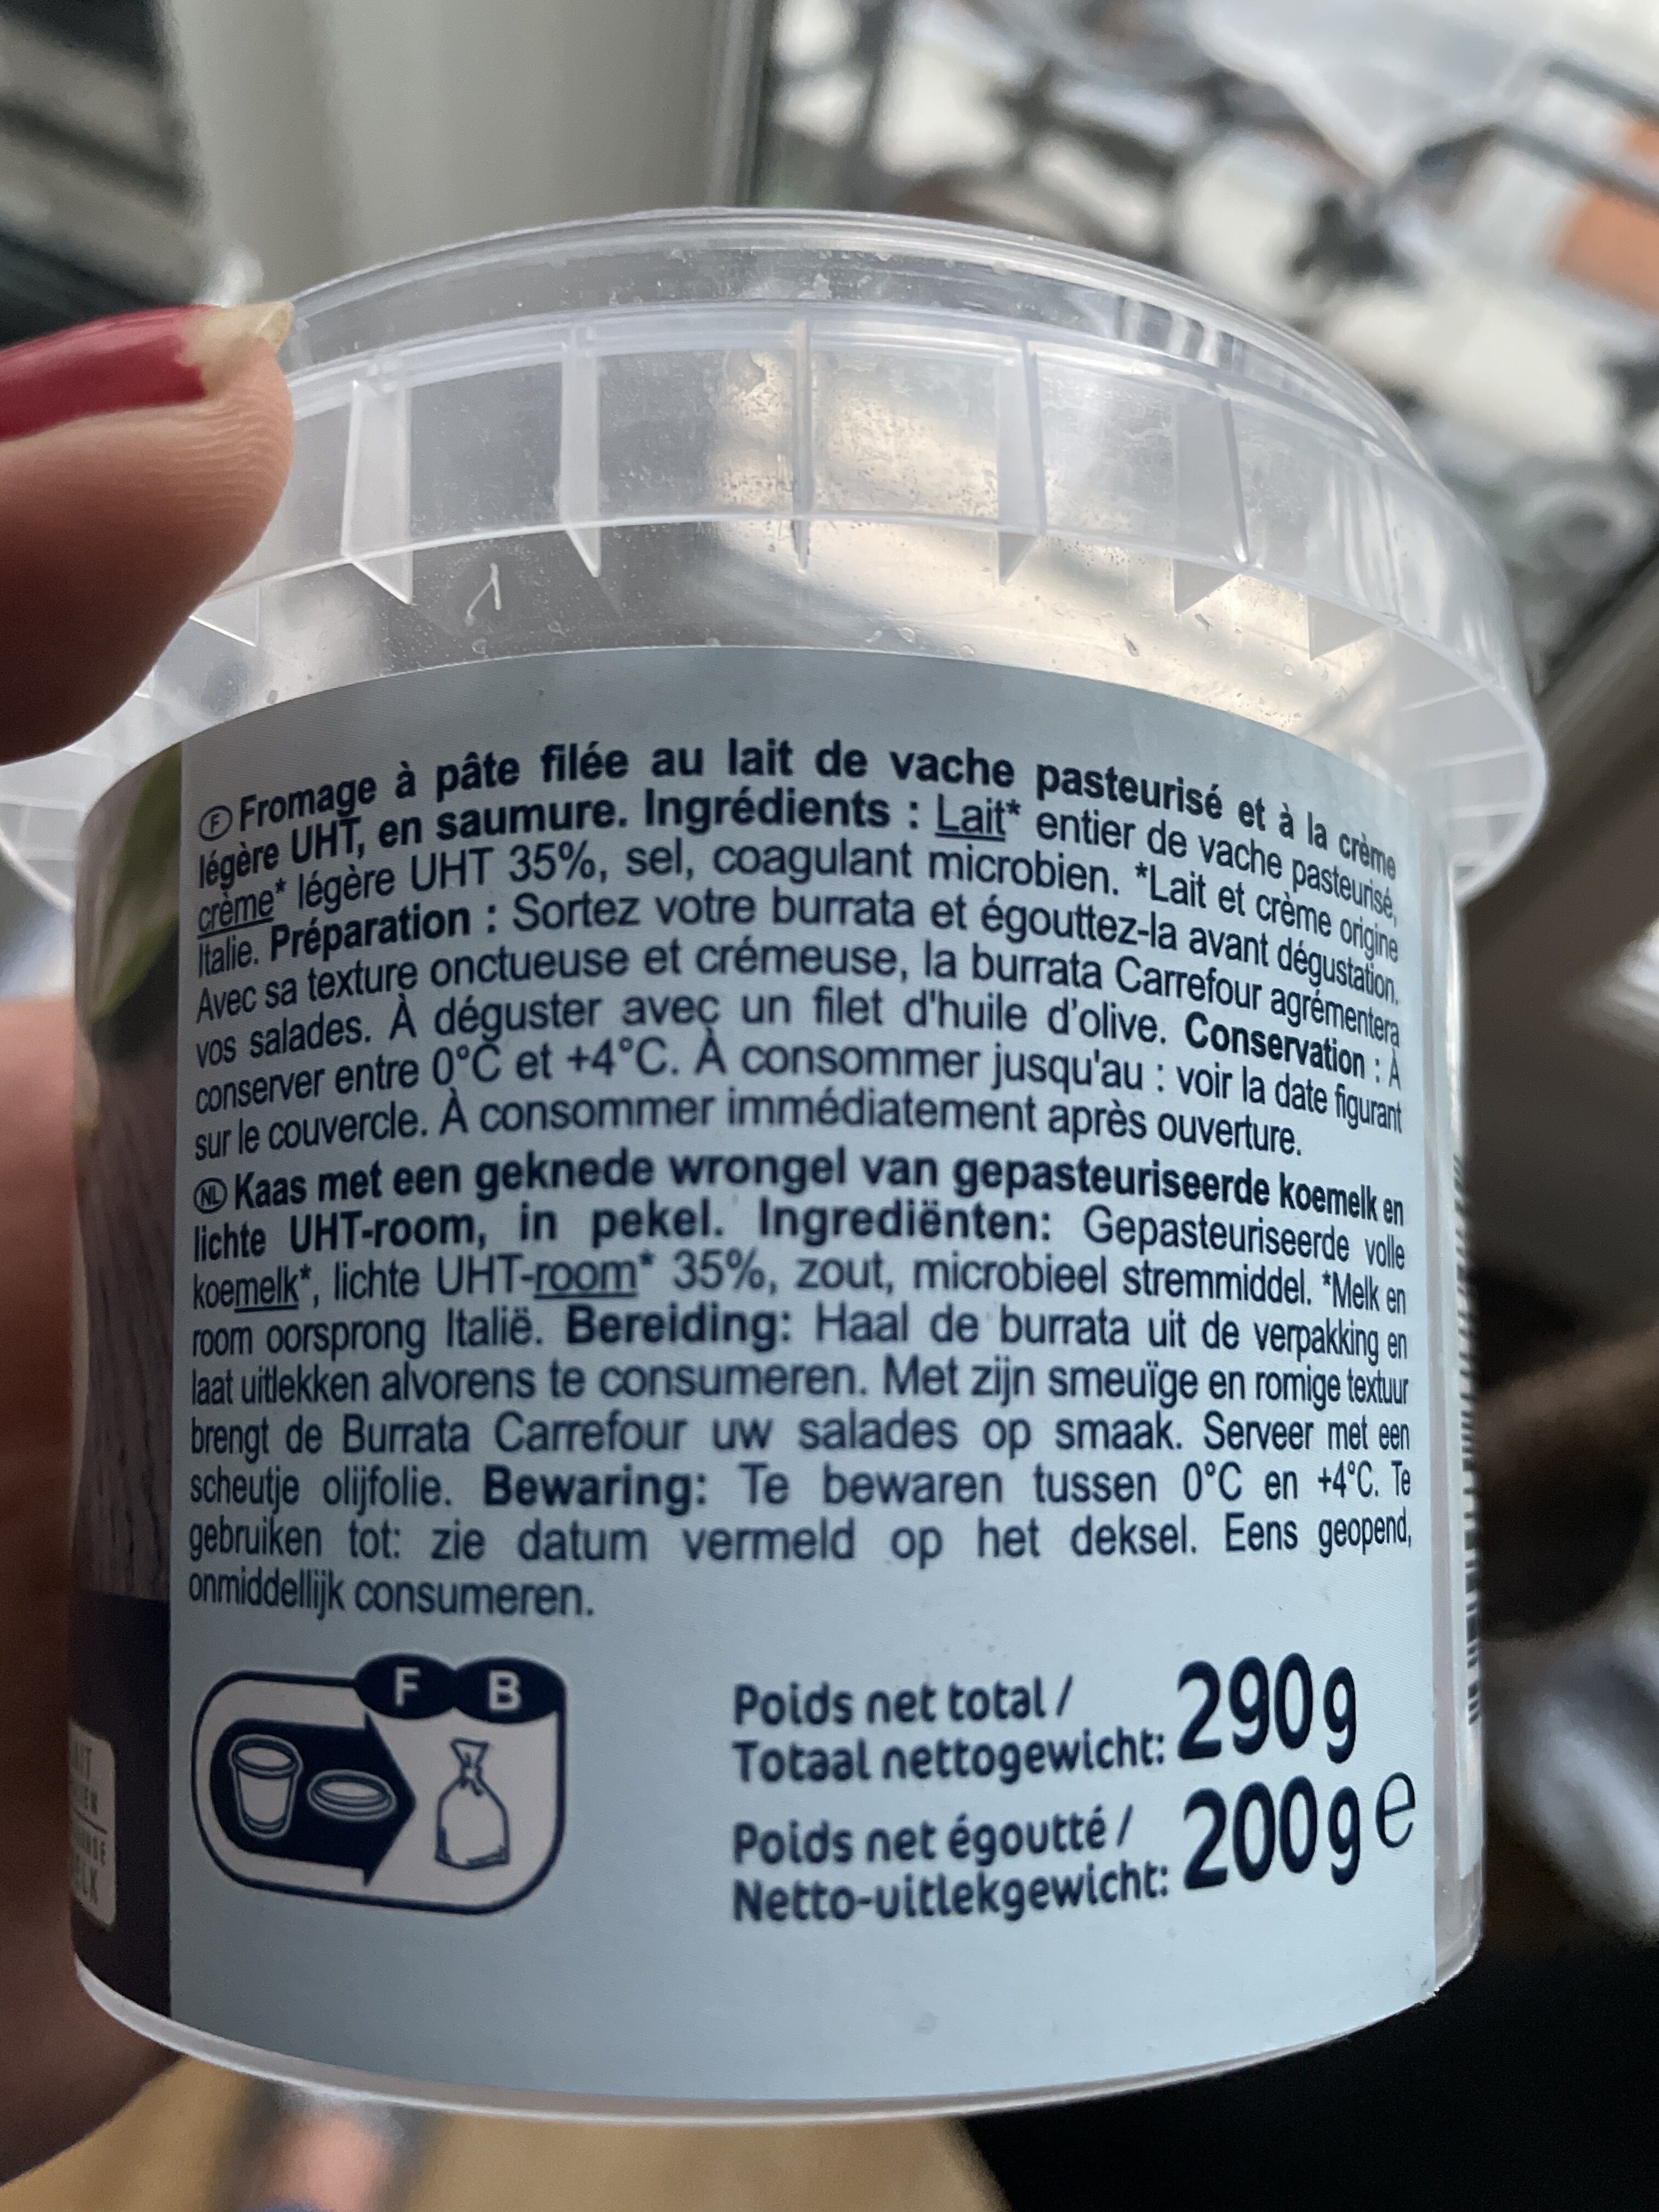 F Fromage à pâte filée au lait de vache pasteurisé et à la crème
légère UHT, en saumure. Ingrédients : Lait* entier de vache pasteurisé,
crème* légère UHT 35%, sel, coagulant microbien. *Lait et crème origine
Italie. Préparation : Sortez votre burrata et égouttez-la avant dégustation.
Avec sa texture onctueuse et crémeuse, la burrata Carrefour agrémentera
vos salades. À déguster avec un filet d'huile d'olive. Conservation : À
conserver entre 0°C et +4°C. À consommer jusqu'au : voir la date figurant
sur le couvercle. À consommer immédiatement après ouverture.
NL Kaas met een geknede wrongel van gepasteuriseerde koemelk en
lichte UHT-room, in pekel. Ingrediënten: Gepasteuriseerde volle
koemelk*, lichte UHT-room* 35%, zout, microbieel stremmiddel. *Melk en
room oorsprong Italië. Bereiding: Haal de burrata uit de verpakking en
laat uitlekken alvorens te consumeren. Met zijn smeuïge en romige textuur
brengt de Burrata Carrefour uw salades op smaak. Serveer met een
scheutje olijfolie. Bewaring: Te bewaren tussen 0°C en +4°C. Te
gebruiken tot: zie datum vermeld op het deksel. Eens geopend,
onmiddellijk consumeren.
F B
Poids net total /
Totaal nettogewicht: 290g
Poids net égoutté /
Netto-uitlekgewicht: 200g e